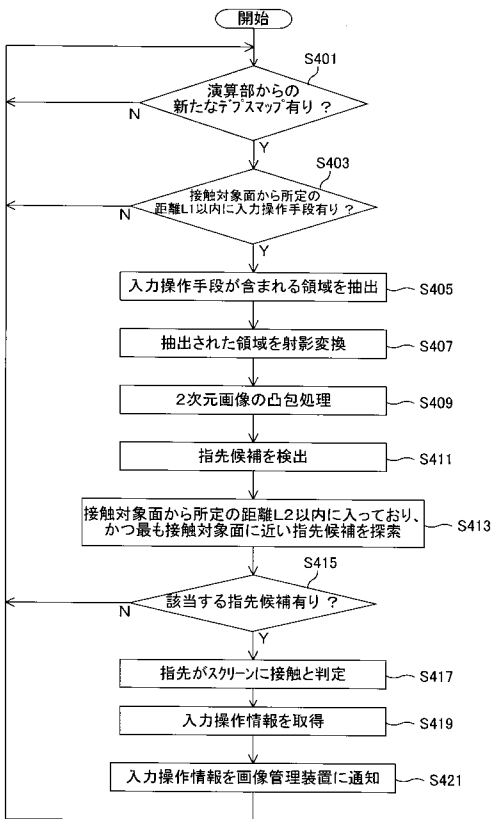 開始
S401
演算部からの
新たなデプスマップ有り ?
N
Y
S403
接触対象面から所定の
距離L1以内に入力操作手段有り ?
N
Y
入力操作手段が含まれる領域を抽出
S405
抽出された領域を射影変換
S407
2次元画像の凸包処理
S409
指先候補を検出
S411
接触対象面から所定の距離L2以内に入っており、
かつ最も接触対象面に近い指先候補を探索
S413
S415
該当する指先候補有り ?
N
Y
指先がスクリーンに接触と判定
S417
入力操作情報を取得
S419
入力操作情報を画像管理装置に通知
S421